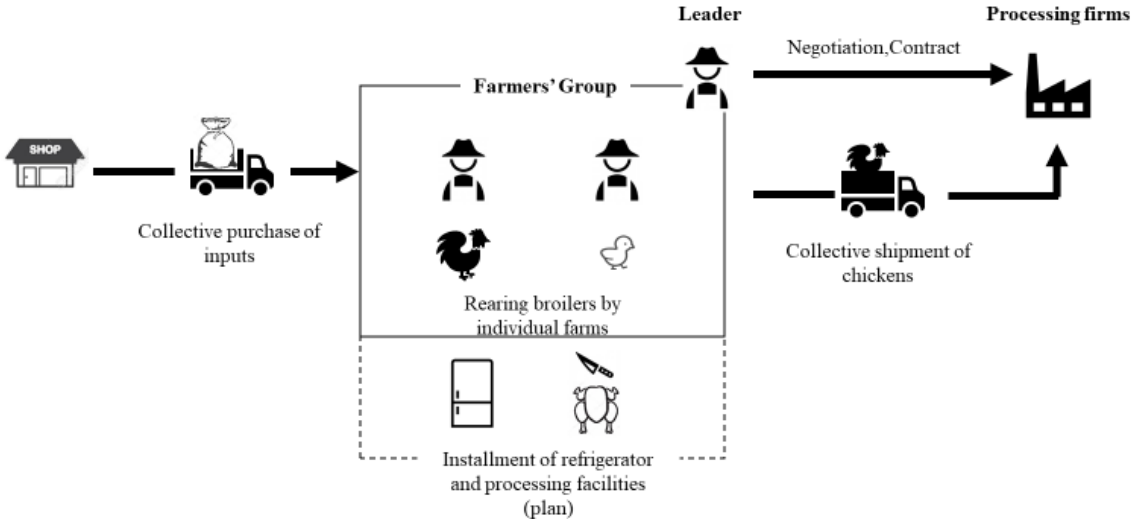 Leader
Processing firms
Negotiation,Contract
Farmers' Group
SHOP
Collective purchase of
inputs
Collective shipment of
chickens
Rearing broilers by
individual farms
Installment of refrigerator
and processing facilities
(plan)